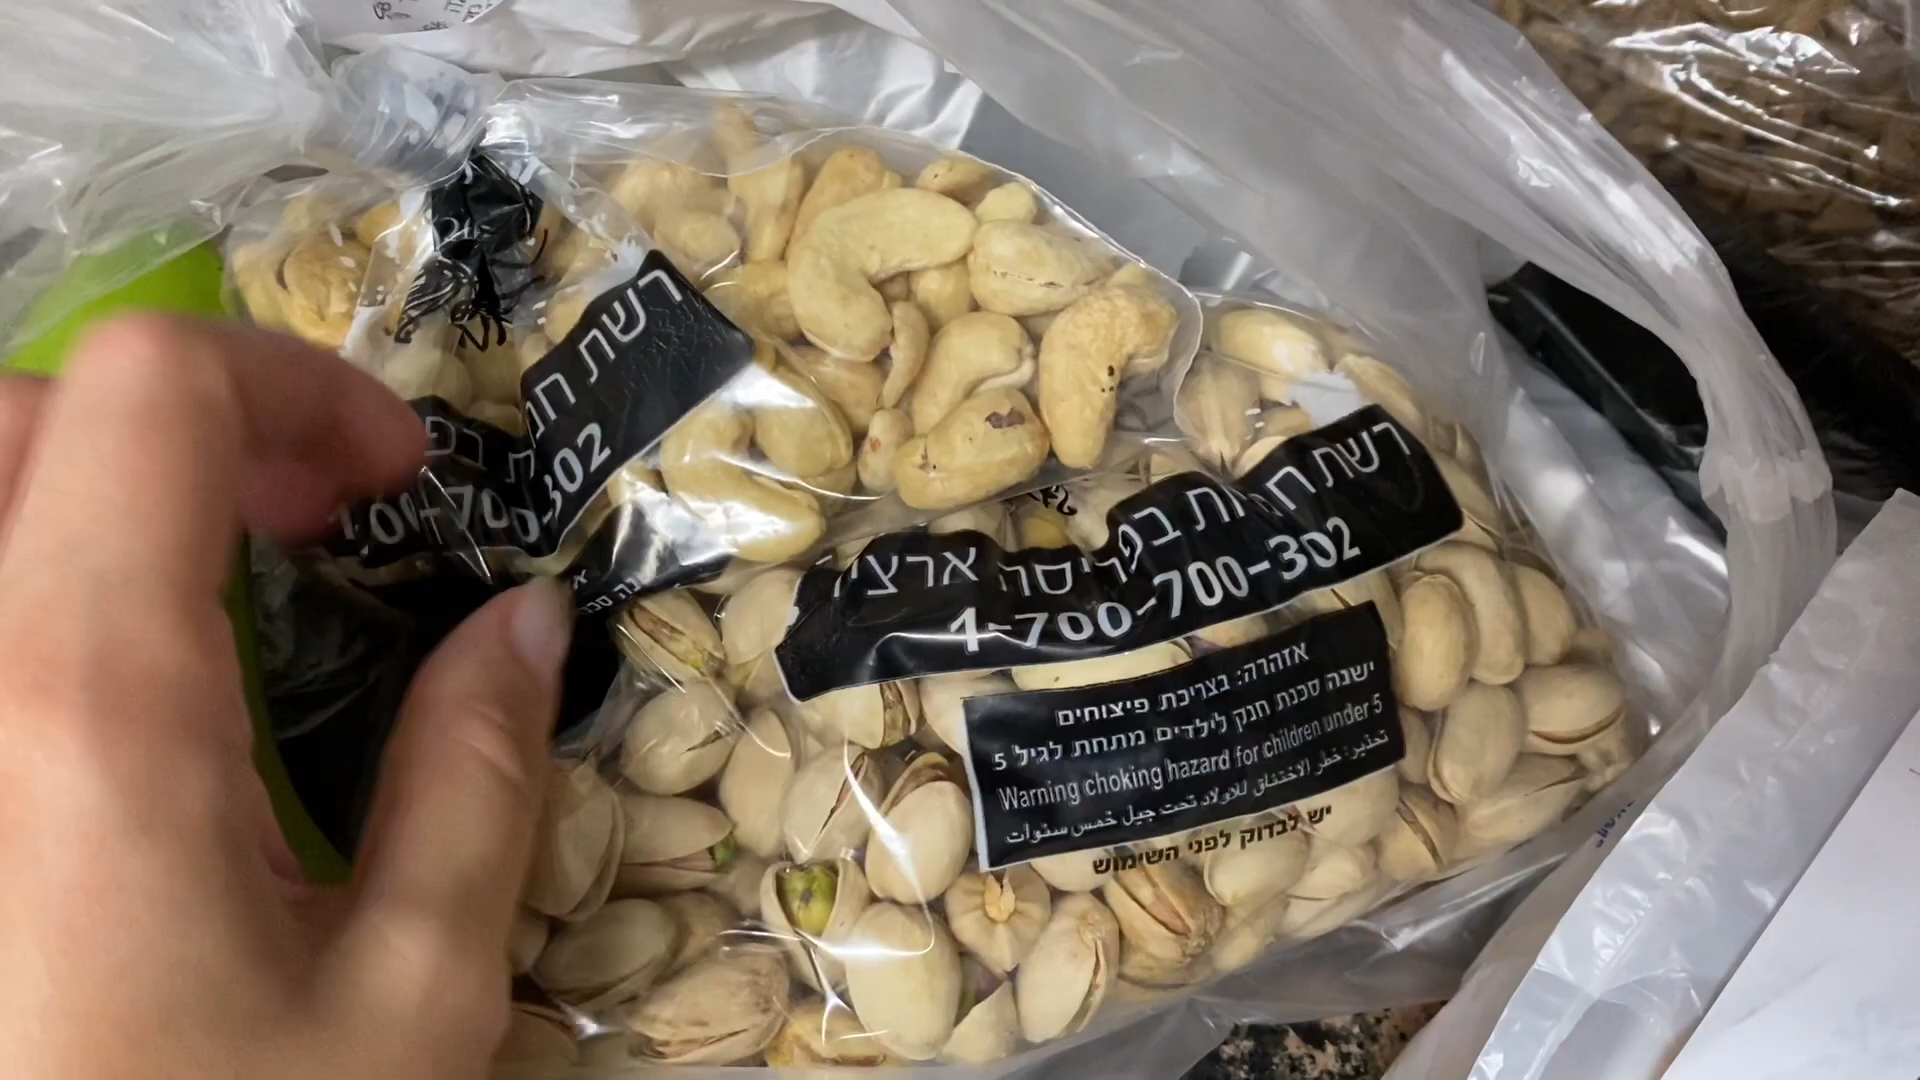 רשת חנ
1-700-700-302
רשת חנויות בפריסה ארצית
1-700-700-302
אזהרה: בצריכת פיצוחים
ישנה סכנת חנק לילדים מתחת לגיל 5
Warning choking hazard for children under 5
تحذير: خطر الاختناق للاولاد تحت جيل خمس سنوات
יש לבדוק לפני השימוש